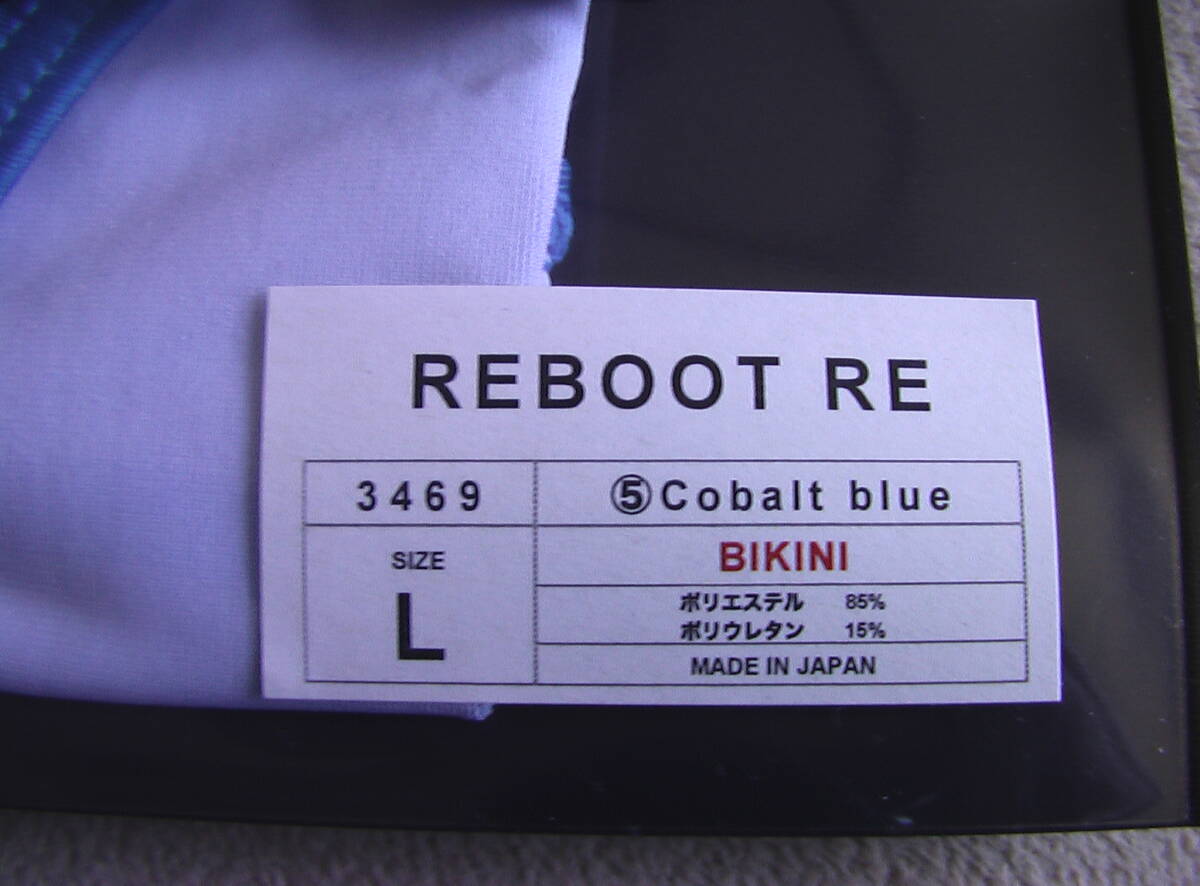 REBOOT RE
3469
⑤Cobalt blue
SIZE
L
BIKINI
ポリエステル 85%
ポリウレタン 15%
MADE IN JAPAN